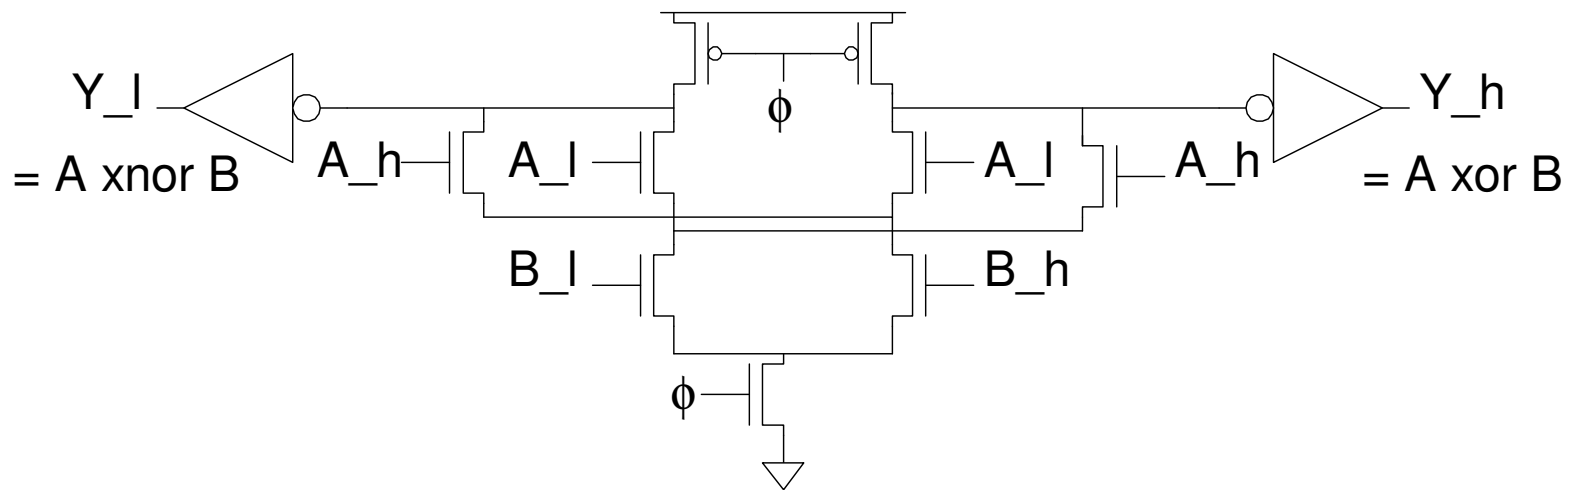 Y_l
= A xnor B
A_h
A_l
ϕ
A_l
A_h
Y_h
= A xor B
B_l
B_h
ϕ